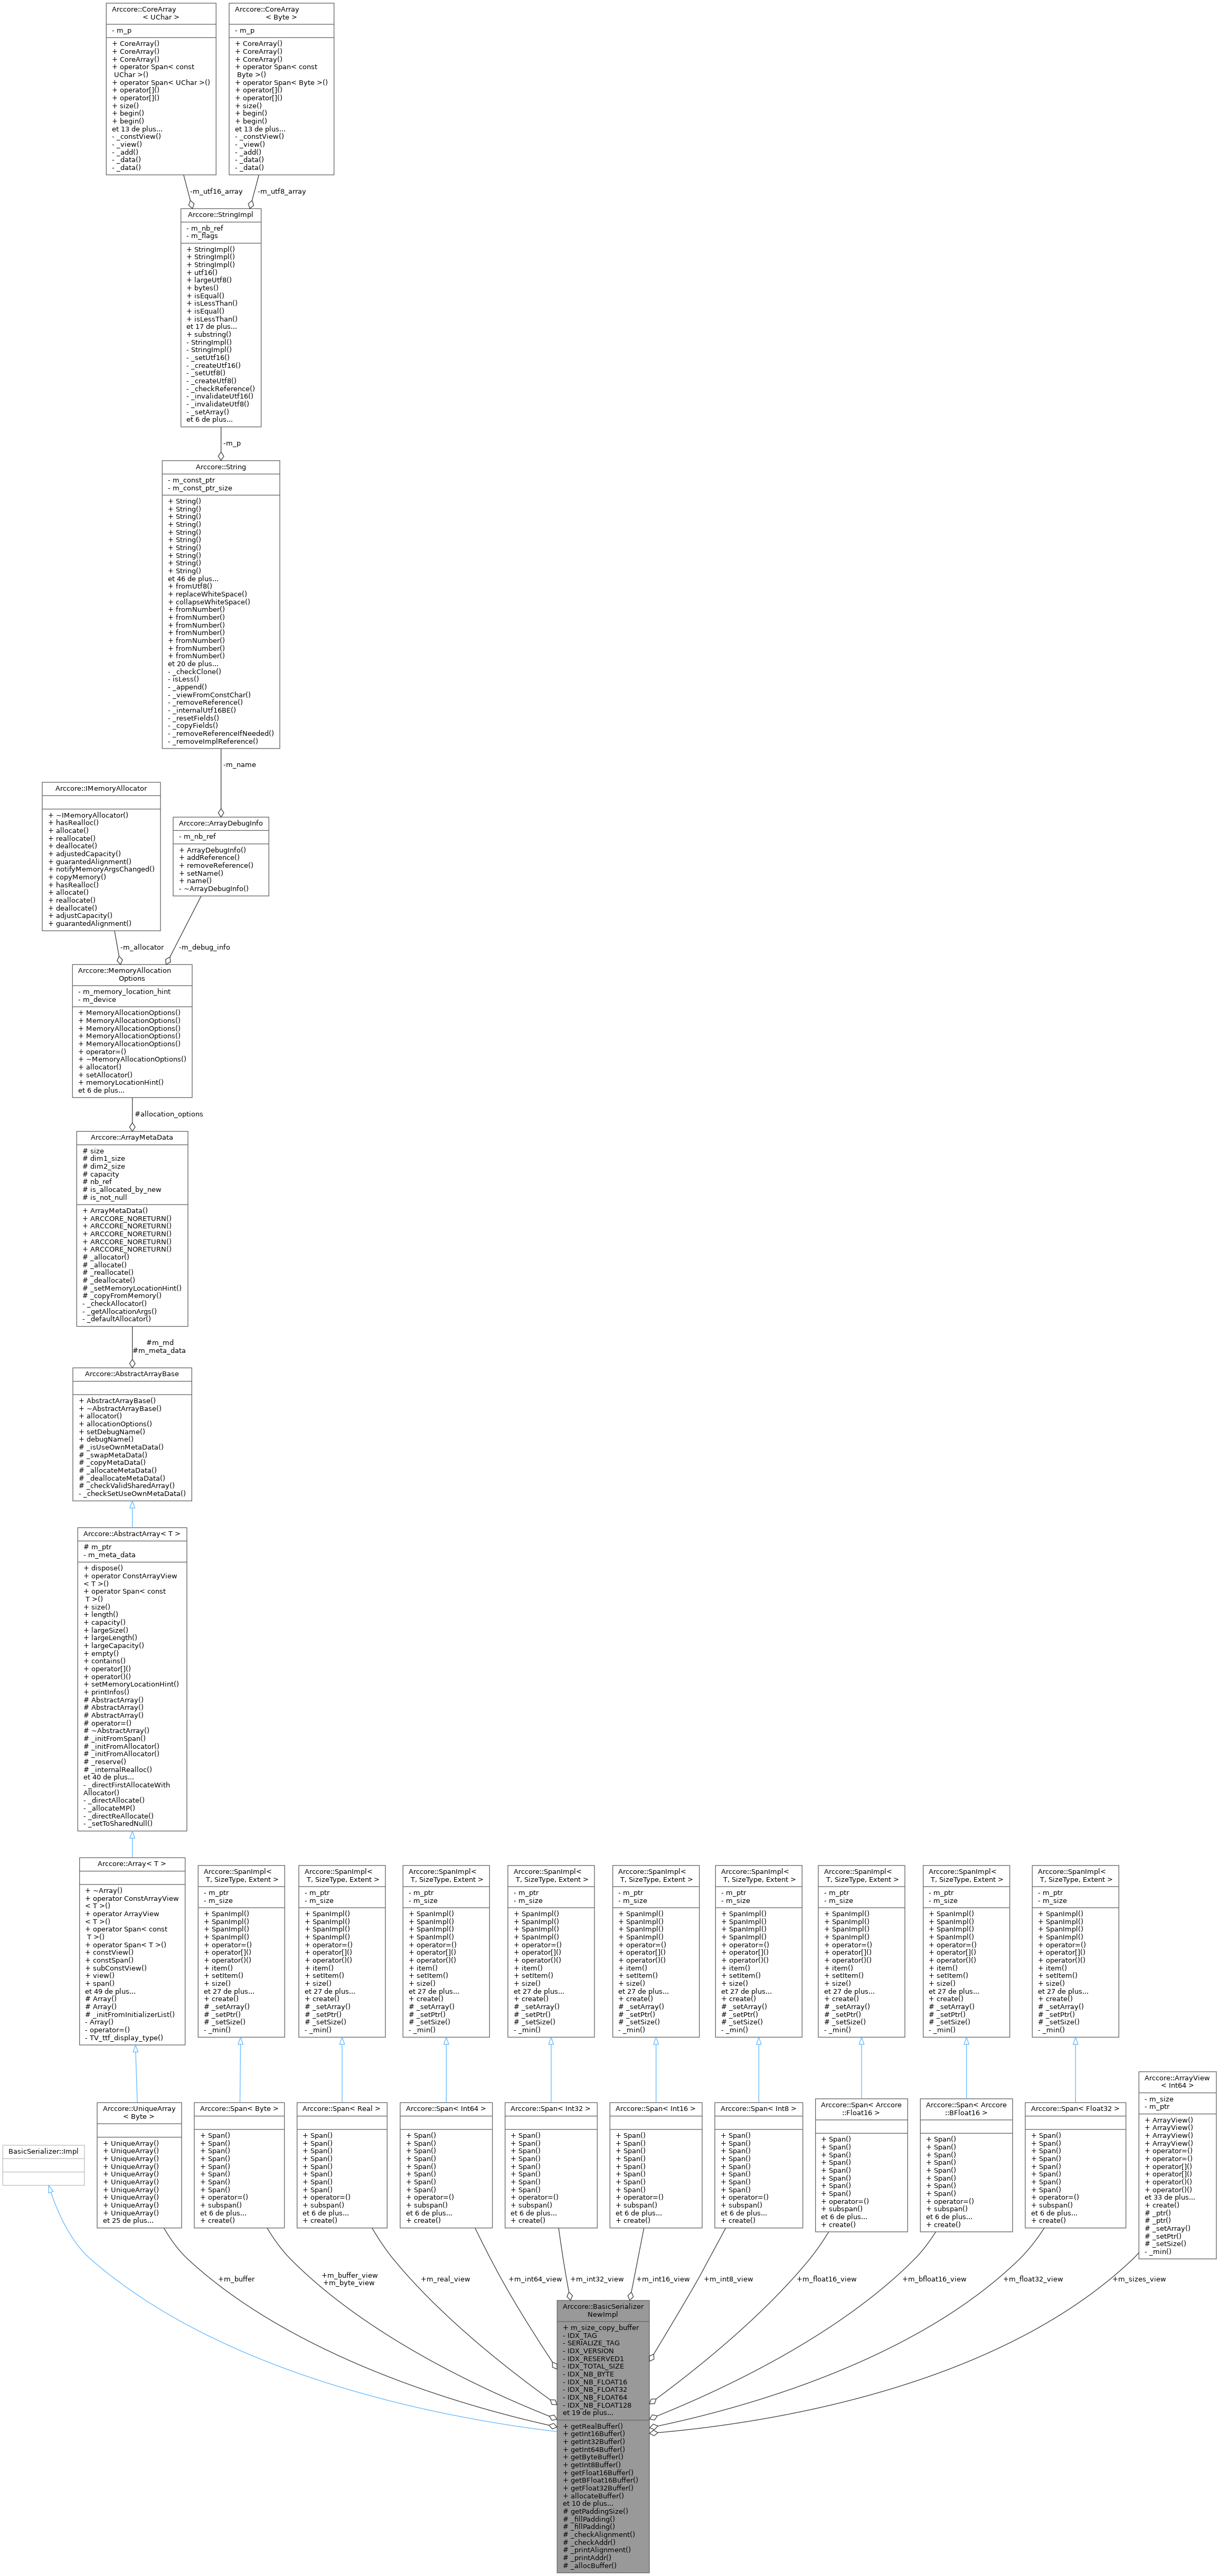 Arccore::CoreArray
< UChar >
- m_p
+ CoreArray()
+ CoreArray()
+ CoreArray()
+ operator Span< const
UChar >()
+ operator Span< UChar >()
+ operator[]()
+ operator[]()
+ size()
+ begin()
+ begin()
et 13 de plus...
- _constView()
- _view()
- _add()
- _data()
- _data()
Arccore::CoreArray
< Byte >
- m_p
+ CoreArray()
+ CoreArray()
+ CoreArray()
+ operator Span< const
Byte >()
+ operator Span< Byte >()
+ operator[]()
+ operator[]()
+ size()
+ begin()
+ begin()
et 13 de plus...
- _constView()
- _view()
- _add()
- _data()
- _data()
-m_utf16_array
-m_utf8_array
Arccore::StringImpl
- m_nb_ref
- m_flags
+ StringImpl()
+ StringImpl()
+ StringImpl()
+ utf16()
+ largeUtf8()
+ bytes()
+ isEqual()
+ isLessThan()
+ isEqual()
+ isLessThan()
et 17 de plus...
+ substring()
- StringImpl()
- StringImpl()
- _setUtf16()
- _createUtf16()
- _setUtf8()
- _createUtf8()
- _checkReference()
- _invalidateUtf16()
- _invalidateUtf8()
- _setArray()
et 6 de plus...
-m_p
Arccore::String
- m_const_ptr
- m_const_ptr_size
+ String()
+ String()
+ String()
+ String()
+ String()
+ String()
+ String()
+ String()
+ String()
+ String()
et 46 de plus...
+ fromUtf8()
+ replaceWhiteSpace()
+ collapseWhiteSpace()
+ fromNumber()
+ fromNumber()
+ fromNumber()
+ fromNumber()
+ fromNumber()
+ fromNumber()
+ fromNumber()
et 20 de plus...
- _checkClone()
- isLess()
- _append()
- _viewFromConstChar()
- _removeReference()
- _internalUtf16BE()
- _resetFields()
- _copyFields()
- _removeReferenceIfNeeded()
- _removeImplReference()
-m_name
Arccore::IMemoryAllocator
+ ~IMemoryAllocator()
+ hasRealloc()
+ allocate()
+ reallocate()
+ deallocate()
+ adjustedCapacity()
+ guarantedAlignment()
+ notifyMemoryArgsChanged()
+ copyMemory()
+ hasRealloc()
+ allocate()
+ reallocate()
+ deallocate()
+ adjustCapacity()
+ guarantedAlignment()
Arccore::ArrayDebugInfo
- m_nb_ref
+ ArrayDebugInfo()
+ addReference()
+ removeReference()
+ setName()
+ name()
- ~ArrayDebugInfo()
-m_allocator
-m_debug_info
Arccore::MemoryAllocation
Options
- m_memory_location_hint
- m_device
+ MemoryAllocationOptions()
+ MemoryAllocationOptions()
+ MemoryAllocationOptions()
+ MemoryAllocationOptions()
+ MemoryAllocationOptions()
+ operator=()
+ ~MemoryAllocationOptions()
+ allocator()
+ setAllocator()
+ memoryLocationHint()
et 6 de plus...
#allocation_options
Arccore::ArrayMetaData
# size
# dim1_size
# dim2_size
# capacity
# nb_ref
# is_allocated_by_new
# is_not_null
+ ArrayMetaData()
+ ARCCORE_NORETURN()
+ ARCCORE_NORETURN()
+ ARCCORE_NORETURN()
+ ARCCORE_NORETURN()
+ ARCCORE_NORETURN()
# _allocator()
# _allocate()
# _reallocate()
# _deallocate()
# _setMemoryLocationHint()
# _copyFromMemory()
- _checkAllocator()
- _getAllocationArgs()
- _defaultAllocator()
#m_md
#m_meta_data
Arccore::AbstractArrayBase
+ AbstractArrayBase()
+ ~AbstractArrayBase()
+ allocator()
+ allocationOptions()
+ setDebugName()
+ debugName()
# _isUseOwnMetaData()
# _swapMetaData()
# _copyMetaData()
# _allocateMetaData()
# _deallocateMetaData()
# _checkValidSharedArray()
- _checkSetUseOwnMetaData()
Arccore::AbstractArray< T >
# m_ptr
- m_meta_data
+ dispose()
+ operator ConstArrayView
< T >()
+ operator Span< const
T >()
+ size()
+ length()
+ capacity()
+ largeSize()
+ largeLength()
+ largeCapacity()
+ empty()
+ contains()
+ operator[]()
+ operator()()
+ setMemoryLocationHint()
+ printInfos()
# AbstractArray()
# AbstractArray()
# AbstractArray()
# operator=()
# ~AbstractArray()
# _initFromSpan()
# _initFromAllocator()
# _initFromAllocator()
# _reserve()
# _internalRealloc()
et 40 de plus...
- _directFirstAllocateWith
Allocator()
- _directAllocate()
- _allocateMP()
- _directReAllocate()
- _setToSharedNull()
Arccore::Array< T >
+ ~Array()
+ operator ConstArrayView
< T >()
+ operator ArrayView
< T >()
+ operator Span< const
T >()
+ operator Span< T >()
+ constView()
+ constSpan()
+ subConstView()
+ view()
+ span()
et 49 de plus...
# Array()
# Array()
# _initFromInitializerList()
- Array()
- operator=()
- TV_ttf_display_type()
Arccore::SpanImpl<
T, SizeType, Extent >
- m_ptr
- m_size
+ SpanImpl()
+ SpanImpl()
+ SpanImpl()
+ SpanImpl()
+ operator=()
+ operator[]()
+ operator()()
+ item()
+ setItem()
+ size()
et 27 de plus...
+ create()
# _setArray()
# _setPtr()
# _setSize()
- _min()
Arccore::SpanImpl<
T, SizeType, Extent >
- m_ptr
- m_size
+ SpanImpl()
+ SpanImpl()
+ SpanImpl()
+ SpanImpl()
+ operator=()
+ operator[]()
+ operator()()
+ item()
+ setItem()
+ size()
et 27 de plus...
+ create()
# _setArray()
# _setPtr()
# _setSize()
- _min()
Arccore::SpanImpl<
T, SizeType, Extent >
- m_ptr
- m_size
+ SpanImpl()
+ SpanImpl()
+ SpanImpl()
+ SpanImpl()
+ operator=()
+ operator[]()
+ operator()()
+ item()
+ setItem()
+ size()
et 27 de plus...
+ create()
# _setArray()
# _setPtr()
# _setSize()
- _min()
Arccore::SpanImpl<
T, SizeType, Extent >
- m_ptr
- m_size
+ SpanImpl()
+ SpanImpl()
+ SpanImpl()
+ SpanImpl()
+ operator=()
+ operator[]()
+ operator()()
+ item()
+ setItem()
+ size()
et 27 de plus...
+ create()
# _setArray()
# _setPtr()
# _setSize()
- _min()
Arccore::SpanImpl<
T, SizeType, Extent >
- m_ptr
- m_size
+ SpanImpl()
+ SpanImpl()
+ SpanImpl()
+ SpanImpl()
+ operator=()
+ operator[]()
+ operator()()
+ item()
+ setItem()
+ size()
et 27 de plus...
+ create()
# _setArray()
# _setPtr()
# _setSize()
- _min()
Arccore::SpanImpl<
T, SizeType, Extent >
- m_ptr
- m_size
+ SpanImpl()
+ SpanImpl()
+ SpanImpl()
+ SpanImpl()
+ operator=()
+ operator[]()
+ operator()()
+ item()
+ setItem()
+ size()
et 27 de plus...
+ create()
# _setArray()
# _setPtr()
# _setSize()
- _min()
Arccore::SpanImpl<
T, SizeType, Extent >
- m_ptr
- m_size
+ SpanImpl()
+ SpanImpl()
+ SpanImpl()
+ SpanImpl()
+ operator=()
+ operator[]()
+ operator()()
+ item()
+ setItem()
+ size()
et 27 de plus...
+ create()
# _setArray()
# _setPtr()
# _setSize()
- _min()
Arccore::SpanImpl<
T, SizeType, Extent >
- m_ptr
- m_size
+ SpanImpl()
+ SpanImpl()
+ SpanImpl()
+ SpanImpl()
+ operator=()
+ operator[]()
+ operator()()
+ item()
+ setItem()
+ size()
et 27 de plus...
+ create()
# _setArray()
# _setPtr()
# _setSize()
- _min()
Arccore::SpanImpl<
T, SizeType, Extent >
- m_ptr
- m_size
+ SpanImpl()
+ SpanImpl()
+ SpanImpl()
+ SpanImpl()
+ operator=()
+ operator[]()
+ operator()()
+ item()
+ setItem()
+ size()
et 27 de plus...
+ create()
# _setArray()
# _setPtr()
# _setSize()
- _min()
BasicSerializer::Impl
Arccore::UniqueArray
< Byte >
+ UniqueArray()
+ UniqueArray()
+ UniqueArray()
+ UniqueArray()
+ UniqueArray()
+ UniqueArray()
+ UniqueArray()
+ UniqueArray()
+ UniqueArray()
+ UniqueArray()
et 25 de plus...
Arccore::Span< Byte >
+ Span()
+ Span()
+ Span()
+ Span()
+ Span()
+ Span()
+ Span()
+ Span()
+ operator=()
+ subspan()
et 6 de plus...
+ create()
Arccore::Span< Real >
+ Span()
+ Span()
+ Span()
+ Span()
+ Span()
+ Span()
+ Span()
+ Span()
+ operator=()
+ subspan()
et 6 de plus...
+ create()
Arccore::Span< Int64 >
+ Span()
+ Span()
+ Span()
+ Span()
+ Span()
+ Span()
+ Span()
+ Span()
+ operator=()
+ subspan()
et 6 de plus...
+ create()
Arccore::Span< Int32 >
+ Span()
+ Span()
+ Span()
+ Span()
+ Span()
+ Span()
+ Span()
+ Span()
+ operator=()
+ subspan()
et 6 de plus...
+ create()
Arccore::Span< Int16 >
+ Span()
+ Span()
+ Span()
+ Span()
+ Span()
+ Span()
+ Span()
+ Span()
+ operator=()
+ subspan()
et 6 de plus...
+ create()
Arccore::Span< Int8 >
+ Span()
+ Span()
+ Span()
+ Span()
+ Span()
+ Span()
+ Span()
+ Span()
+ operator=()
+ subspan()
et 6 de plus...
+ create()
Arccore::Span< Arccore
::Float16 >
+ Span()
+ Span()
+ Span()
+ Span()
+ Span()
+ Span()
+ Span()
+ Span()
+ operator=()
+ subspan()
et 6 de plus...
+ create()
Arccore::Span< Arccore
::BFloat16 >
+ Span()
+ Span()
+ Span()
+ Span()
+ Span()
+ Span()
+ Span()
+ Span()
+ operator=()
+ subspan()
et 6 de plus...
+ create()
Arccore::Span< Float32 >
+ Span()
+ Span()
+ Span()
+ Span()
+ Span()
+ Span()
+ Span()
+ Span()
+ operator=()
+ subspan()
et 6 de plus...
+ create()
Arccore::ArrayView
< Int64 >
- m_size
- m_ptr
+ ArrayView()
+ ArrayView()
+ ArrayView()
+ ArrayView()
+ operator=()
+ operator=()
+ operator[]()
+ operator[]()
+ operator()()
+ operator()()
et 33 de plus...
+ create()
# _ptr()
# _ptr()
# _setArray()
# _setPtr()
# _setSize()
- _min()
+m_buffer
+m_buffer_view
+m_byte_view
+m_real_view
+m_int64_view
+m_int32_view
+m_int16_view
+m_int8_view
+m_float16_view
+m_bfloat16_view
+m_float32_view
+m_sizes_view
Arccore::BasicSerializer
NewImpl
+ m_size_copy_buffer
- IDX_TAG
- SERIALIZE_TAG
- IDX_VERSION
- IDX_RESERVED1
- IDX_TOTAL_SIZE
- IDX_NB_BYTE
- IDX_NB_FLOAT16
- IDX_NB_FLOAT32
- IDX_NB_FLOAT64
- IDX_NB_FLOAT128
et 19 de plus...
+ getRealBuffer()
+ getInt16Buffer()
+ getInt32Buffer()
+ getInt64Buffer()
+ getByteBuffer()
+ getInt8Buffer()
+ getFloat16Buffer()
+ getBFloat16Buffer()
+ getFloat32Buffer()
+ allocateBuffer()
et 10 de plus...
# getPaddingSize()
# _fillPadding()
# _fillPadding()
# _checkAlignment()
# _checkAddr()
# _printAlignment()
# _printAddr()
# _allocBuffer()